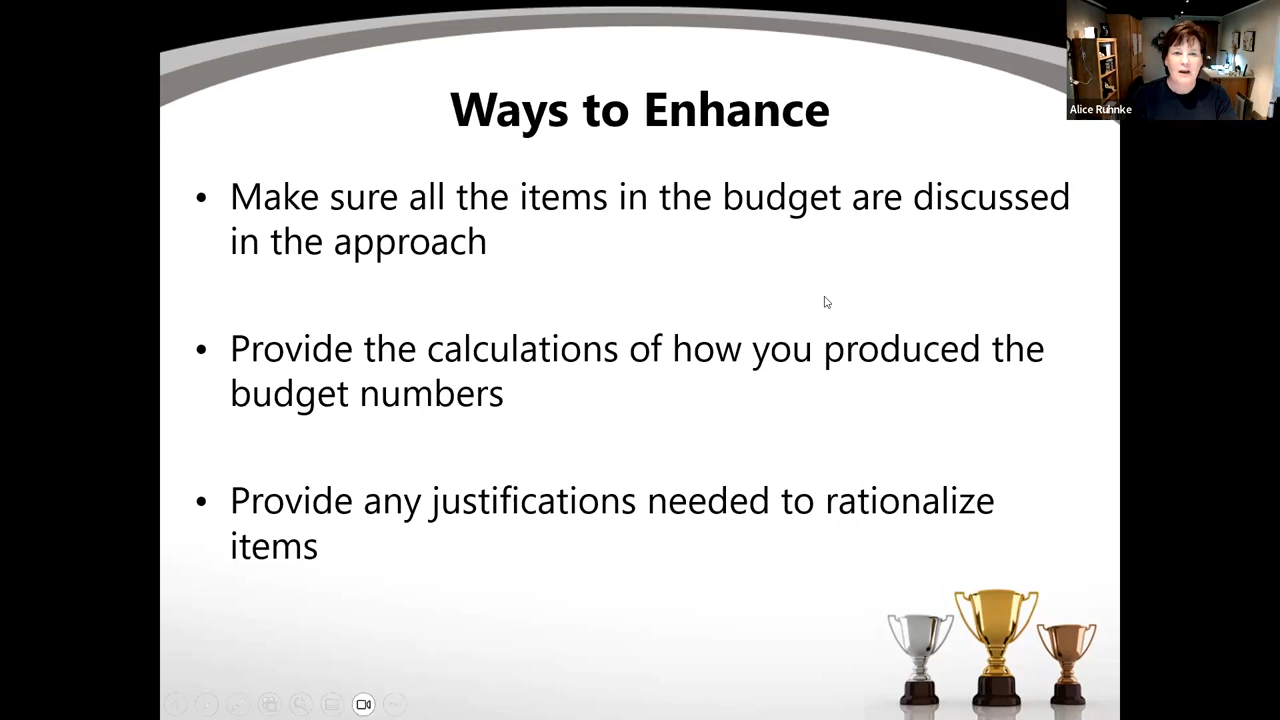 Ways to Enhance
Alice Ruhnke
• Make sure all the items in the budget are discussed
in the approach
• Provide the calculations of how you produced the
budget numbers
• Provide any justifications needed to rationalize
items